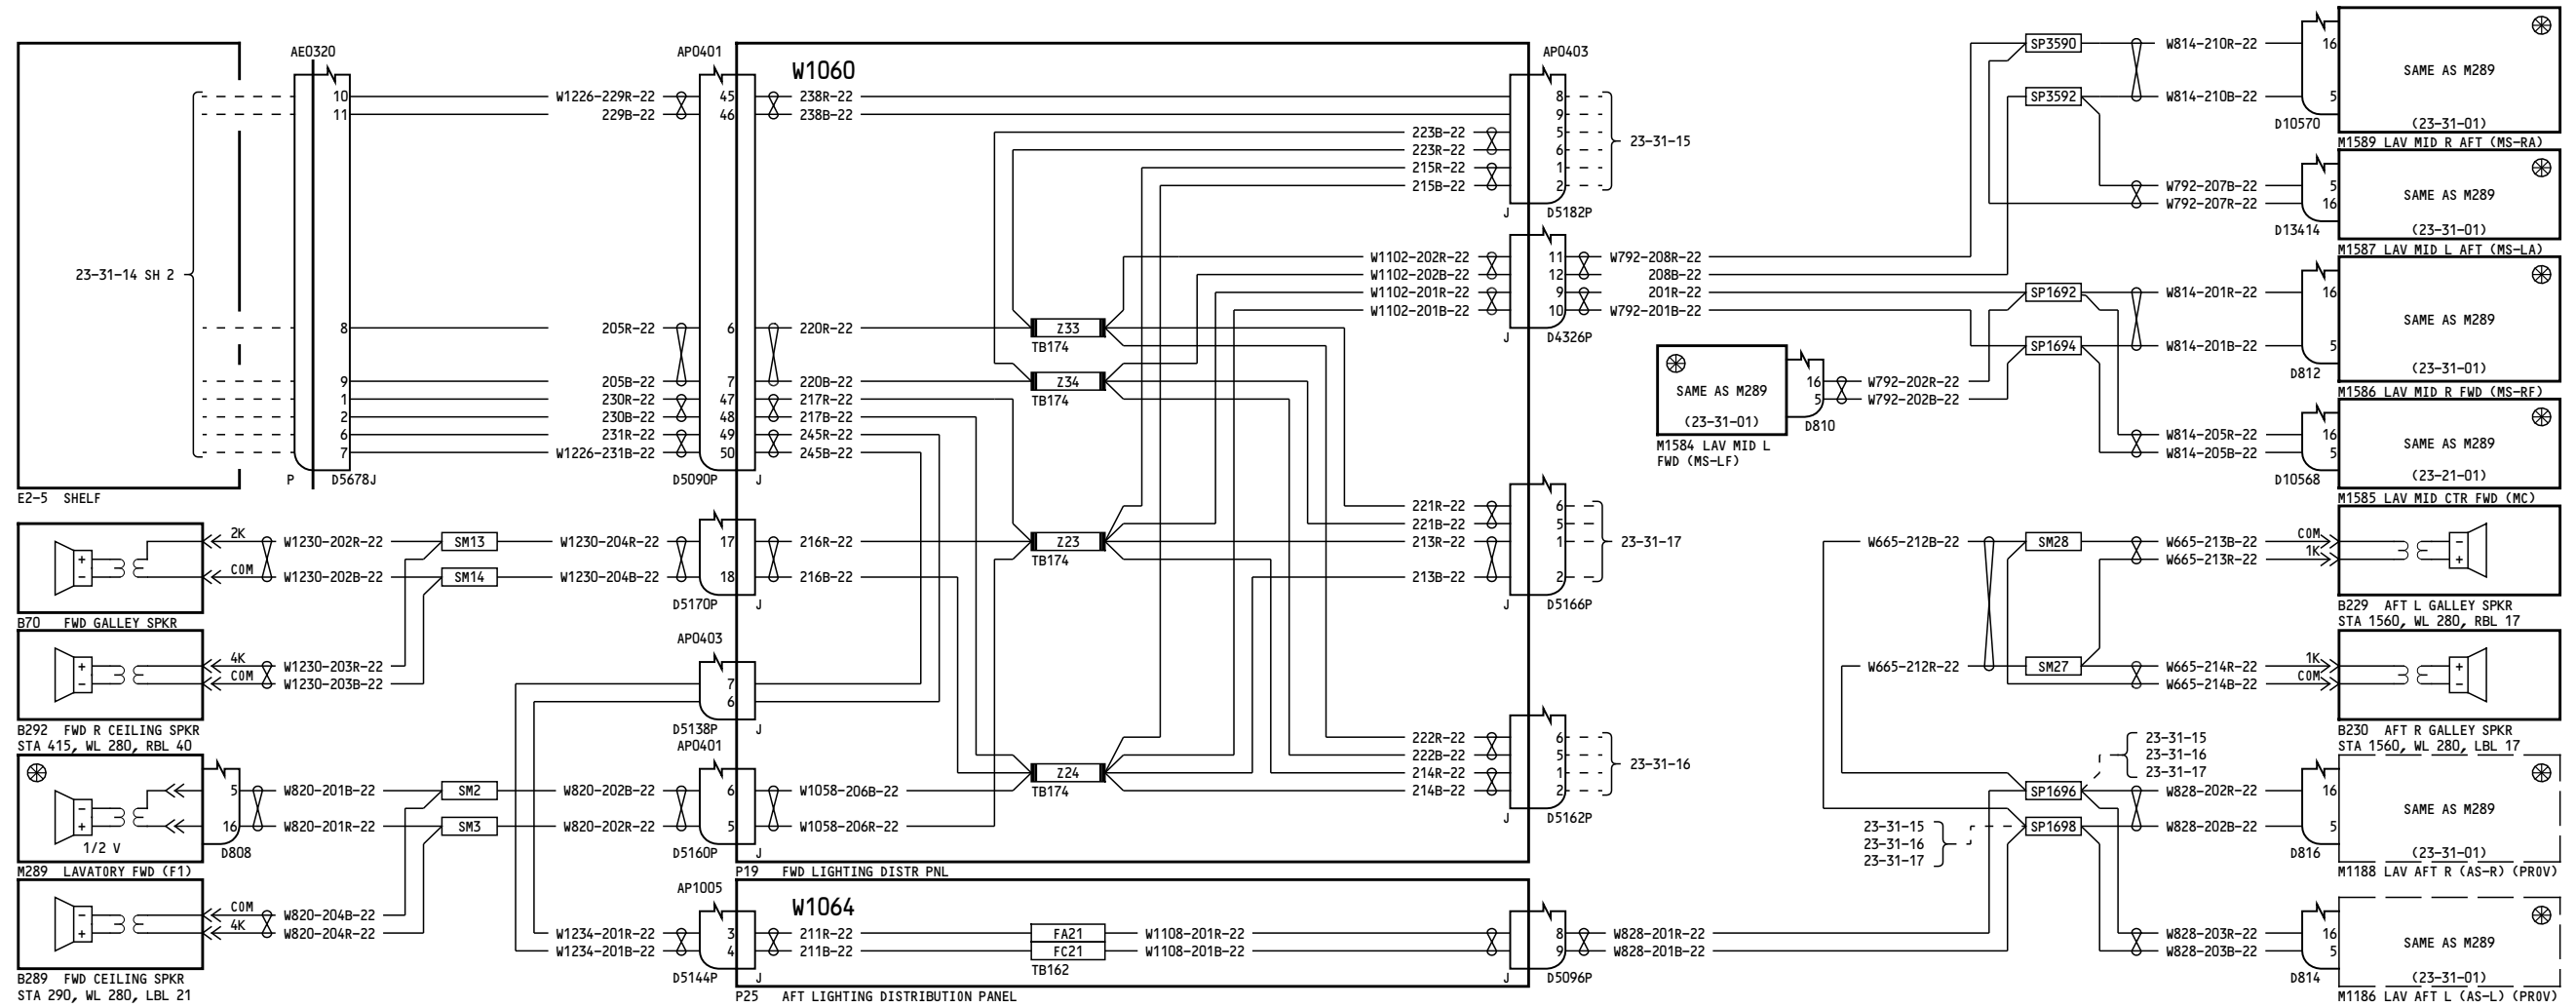 23-31-14 SH 2
E2-5 SHELF
AE0320
10
11
8
9
1
2
6
7
P D5678J
W1226-229R-22
229B-22
205R-22
205B-22
230R-22
230B-22
231R-22
W1226-231B-22
AP0401
45
46
6
7
47
48
49
50
D5090P J
W1060
238R-22
238B-22
220R-22
220B-22
217R-22
217B-22
245R-22
245B-22
223B-22
223R-22
215R-22
215B-22
AP0403
8
9
5
6
1
2
J D5182P
23-31-15
W1102-202R-22
W1102-202B-22
W1102-201R-22
W1102-201B-22
11
12
9
10
J D4326P
W792-208R-22
208B-22
201R-22
W792-201B-22
Z33
TB174
Z34
TB174
Z23
TB174
Z24
TB174
221R-22
221B-22
213R-22
213B-22
6
5
1
2
J D5166P
23-31-17
222R-22
222B-22
214R-22
214B-22
6
5
1
2
J D5162P
23-31-16
2K
COM
+
-
B70 FWD GALLEY SPKR
W1230-202R-22
W1230-202B-22
SM13
SM14
W1230-204R-22
W1230-204B-22
17
18
D5170P J
216R-22
216B-22
4K
COM
+
-
B292 FWD R CEILING SPKR
STA 415, WL 280, RBL 40
W1230-203R-22
W1230-203B-22
AP0403
7
6
D5138P J
AP0401
-
+
1/2 V
5
16
D808
M289 LAVATORY FWD (F1)
W820-201B-22
W820-201R-22
SM2
SM3
W820-202B-22
W820-202R-22
6
5
D5160P J
W1058-206B-22
W1058-206R-22
P19 FWD LIGHTING DISTR PNL
COM
4K
-
+
B289 FWD CEILING SPKR
STA 290, WL 280, LBL 21
W820-204B-22
W820-204R-22
AP1005
W1234-201R-22
W1234-201B-22
3
4
D5144P J
W1064
211R-22
211B-22
FA21
FC21
TB162
W1108-201R-22
W1108-201B-22
8
9
J D5096P
P25 AFT LIGHTING DISTRIBUTION PANEL
W828-201R-22
W828-201B-22
SAME AS M289
(23-31-01)
16
5
D810
M1584 LAV MID L
FWD (MS-LF)
W792-202R-22
W792-202B-22
SP3590
SP3592
W814-210R-22
W814-210B-22
16
5
D10570
SAME AS M289
(23-31-01)
M1589 LAV MID R AFT (MS-RA)
W792-207B-22
W792-207R-22
5
16
D13414
SAME AS M289
(23-31-01)
M1587 LAV MID L AFT (MS-LA)
SP1692
SP1694
W814-201R-22
W814-201B-22
16
5
D812
SAME AS M289
(23-31-01)
M1586 LAV MID R FWD (MS-RF)
W814-205R-22
W814-205B-22
16
5
D10568
SAME AS M289
(23-21-01)
M1585 LAV MID CTR FWD (MC)
W665-212B-22
SM28
W665-213B-22
W665-213R-22
COM
1K
-
+
B229 AFT L GALLEY SPKR
STA 1560, WL 280, RBL 17
W665-212R-22
SM27
W665-214R-22
W665-214B-22
1K
COM
+
-
B230 AFT R GALLEY SPKR
STA 1560, WL 280, LBL 17
23-31-15
23-31-16
23-31-17
SP1696
SP1698
23-31-15
23-31-16
23-31-17
W828-202R-22
W828-202B-22
16
5
D816
SAME AS M289
(23-31-01)
M1188 LAV AFT R (AS-R) (PROV)
W828-203R-22
W828-203B-22
16
5
D814
SAME AS M289
(23-31-01)
M1186 LAV AFT L (AS-L) (PROV)